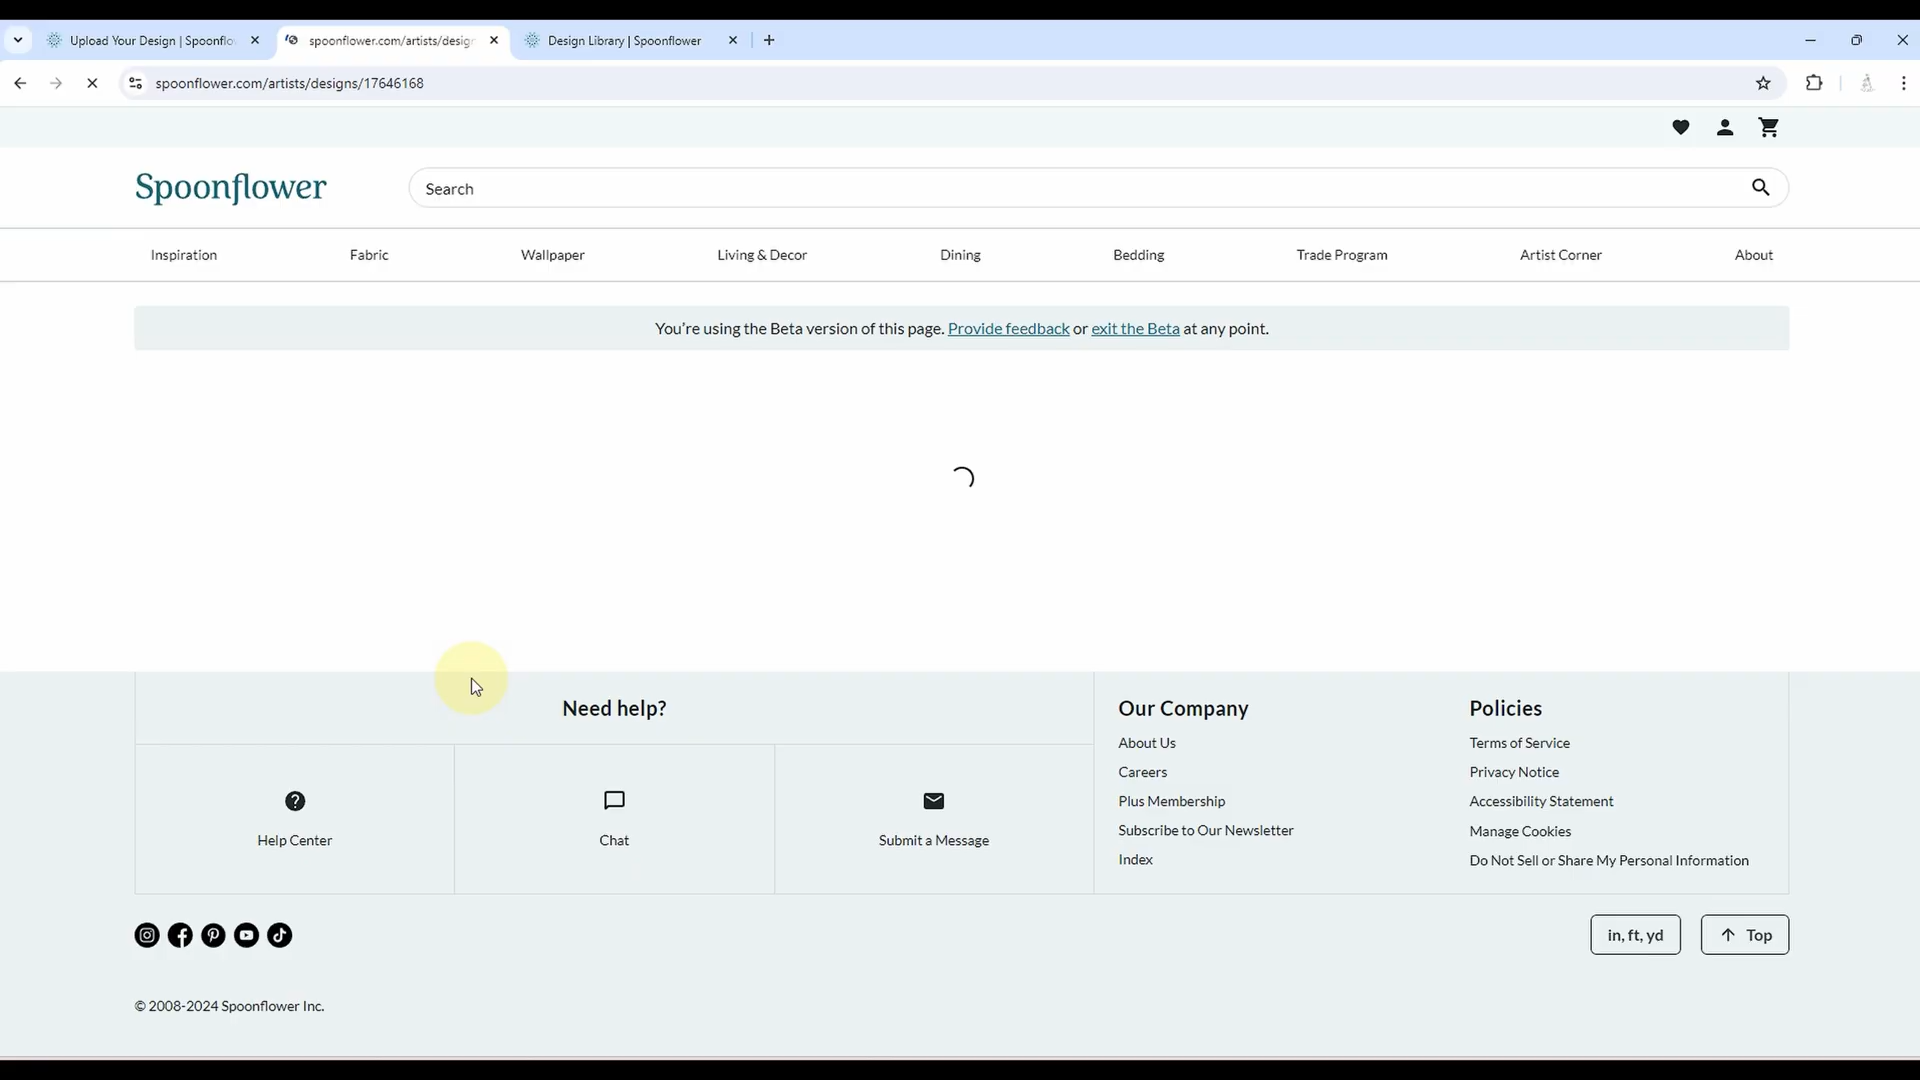 Upload Your Design | Spoonflo
spoonflower.com/artists/desig
Design Library | Spoonflower
spoonflower.com/artists/designs/17646168
Spoonflower
Search
Inspiration
Fabric
Wallpaper
Living & Decor
Dining
Bedding
Trade Program
Artist Corner
About
You're using the Beta version of this page. Provide feedback or exit the Beta at any point.
Need help?
Help Center
Chat
Submit a Message
Our Company
About Us
Careers
Plus Membership
Subscribe to Our Newsletter
Index
Policies
Terms of Service
Privacy Notice
Accessibility Statement
Manage Cookies
Do Not Sell or Share My Personal Information
in, ft, yd
Top
© 2008-2024 Spoonflower Inc.